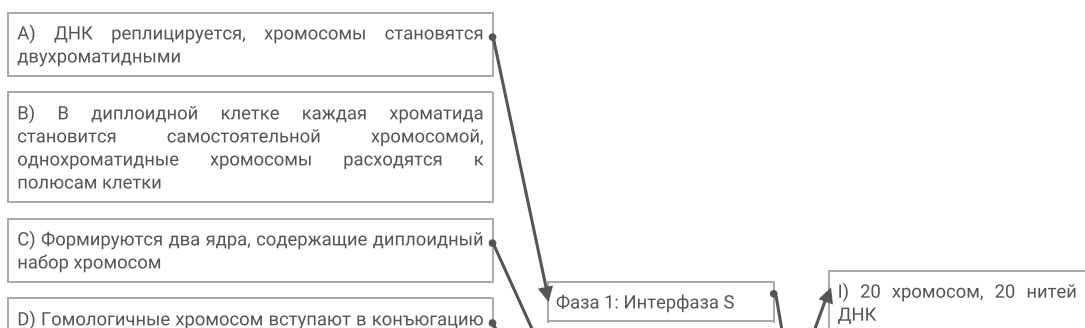 A) ДНК реплицируется, хромосомы становятся
двухроматидными
B) В диплоидной клетке каждая хроматида
становится самостоятельной хромосомой,
однохроматидные хромосомы расходятся к
полюсам клетки
C) Формируются два ядра, содержащие диплоидный
набор хромосом
D) Гомологичные хромосом вступают в конъюгацию
Фаза 1: Интерфаза S
I) 20 хромосом, 20 нитей
ДНК